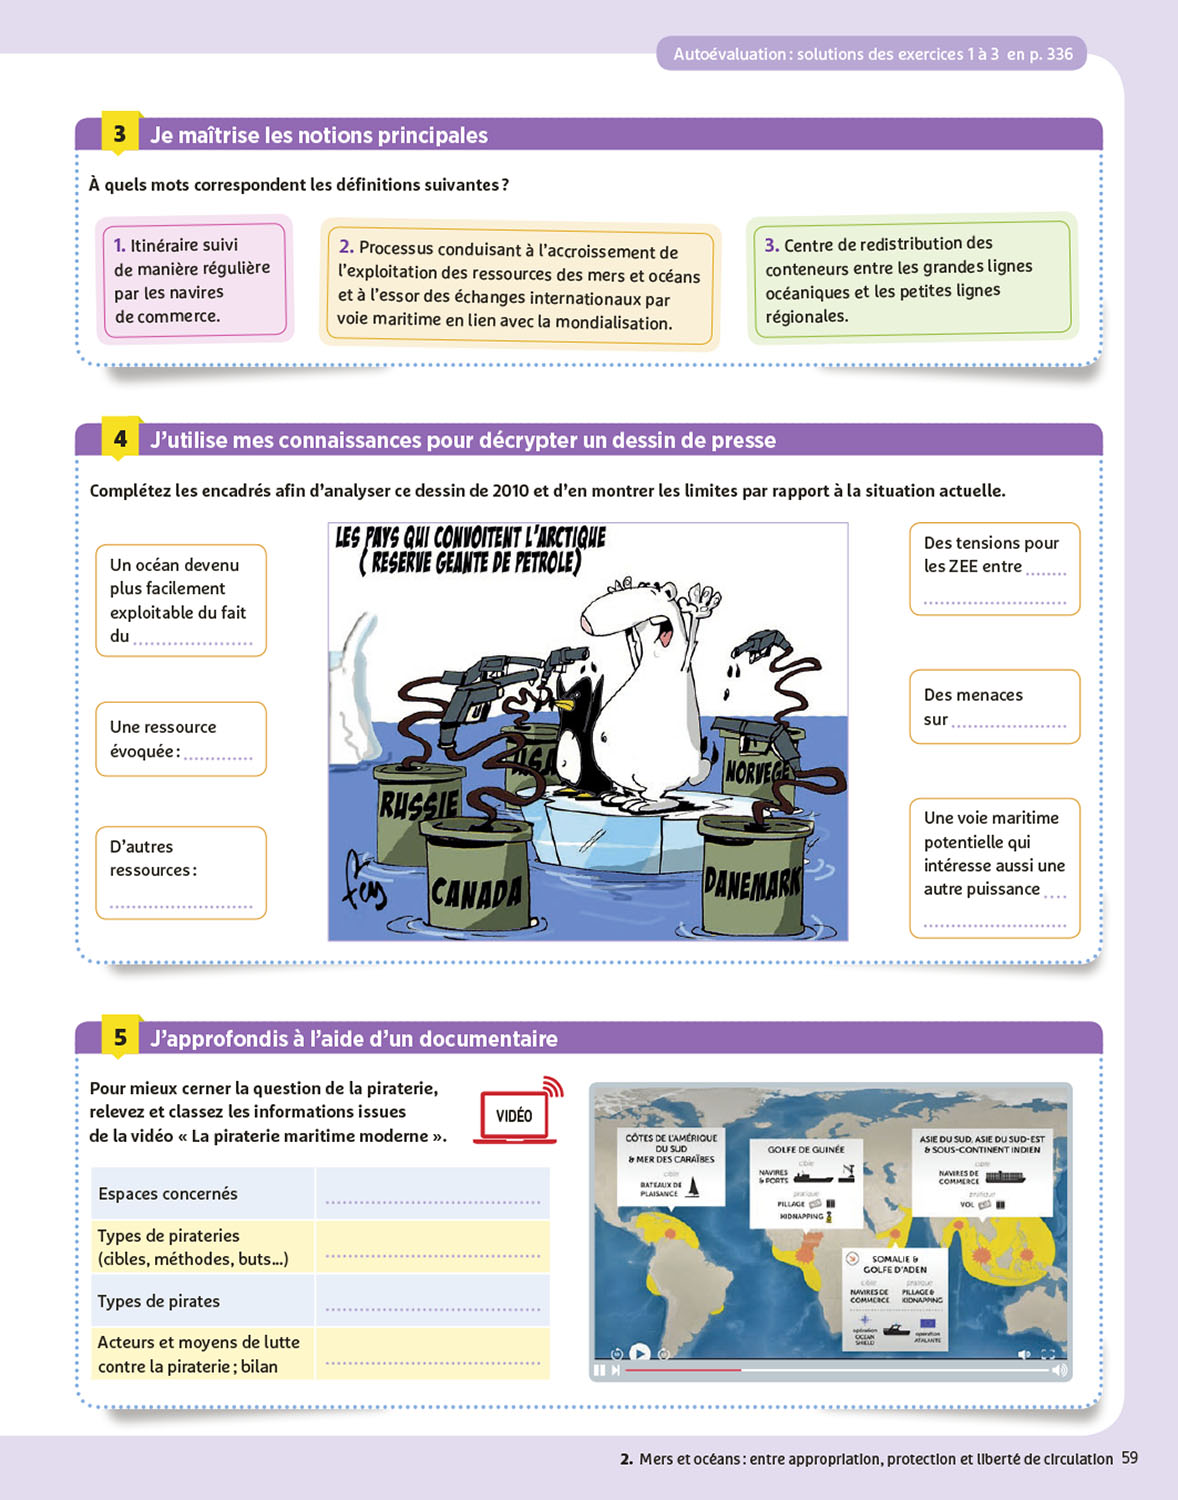 Autoévaluation : solutions des exercices 1 à 3 en p. 336
3 Je maîtrise les notions principales
À quels mots correspondent les définitions suivantes ?
1. Itinéraire suivi
de manière régulière
par les navires
de commerce.
2. Processus conduisant à l'accroissement de
l'exploitation des ressources des mers et océans
et à l'essor des échanges internationaux par
voie maritime en lien avec la mondialisation.
3. Centre de redistribution des
conteneurs entre les grandes lignes
océaniques et les petites lignes
régionales.
4 J'utilise mes connaissances pour décrypter un dessin de presse
Complétez les encadrés afin d'analyser ce dessin de 2010 et d'en montrer les limites par rapport à la situation actuelle.
Un océan devenu
plus facilement
exploitable du fait
du ..................
Une ressource
évoquée : ............
D'autres
ressources :
........................
LES PAYS QUI CONVOITENT L'ARCTIQUE
( RESERVE GEANTE DE PETROLE)
USA
NORVEGE
RUSSIE
CANADA
DANEMARK
Des tensions pour
les ZEE entre .......
........................
Des menaces
sur ....................
Une voie maritime
potentielle qui
intéresse aussi une
autre puissance ....
........................
5 J'approfondis à l'aide d'un documentaire
Pour mieux cerner la question de la piraterie,
relevez et classez les informations issues
de la vidéo « La piraterie maritime moderne ».
VIDÉO
Espaces concernés ....................................
Types de pirateries
(cibles, méthodes, buts...) ....................................
Types de pirates ....................................
Acteurs et moyens de lutte
contre la piraterie ; bilan ....................................
CÔTES DE L'AMÉRIQUE
DU SUD
& MER DES CARAÏBES
cible
BATEAUX DE
PLAISANCE
GOLFE DE GUINÉE
cible
NAVIRES
& PORTS
pratique
PILLAGE
KIDNAPPING
ASIE DU SUD, ASIE DU SUD-EST
& SOUS-CONTINENT INDIEN
cible
NAVIRES DE
COMMERCE
pratique
VOL
SOMALIE &
GOLFE D'ADEN
cible
NAVIRES DE
COMMERCE
pratique
PILLAGE &
KIDNAPPING
opération
OCEAN
SHIELD
opération
ATALANTE
2. Mers et océans : entre appropriation, protection et liberté de circulation 59